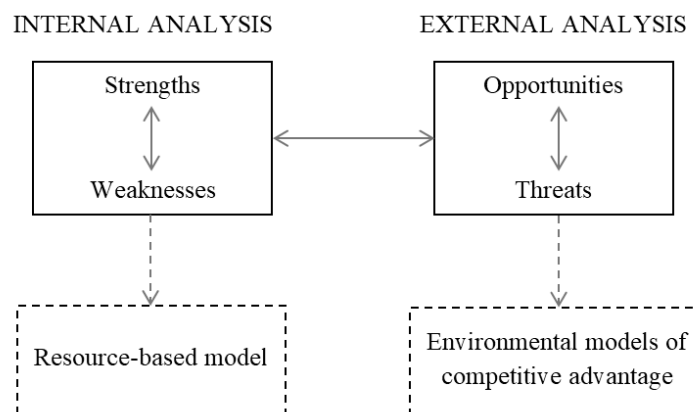 INTERNAL ANALYSIS
EXTERNAL ANALYSIS
Strengths
Weaknesses
Opportunities
Threats
Resource-based model
Environmental models of
competitive advantage